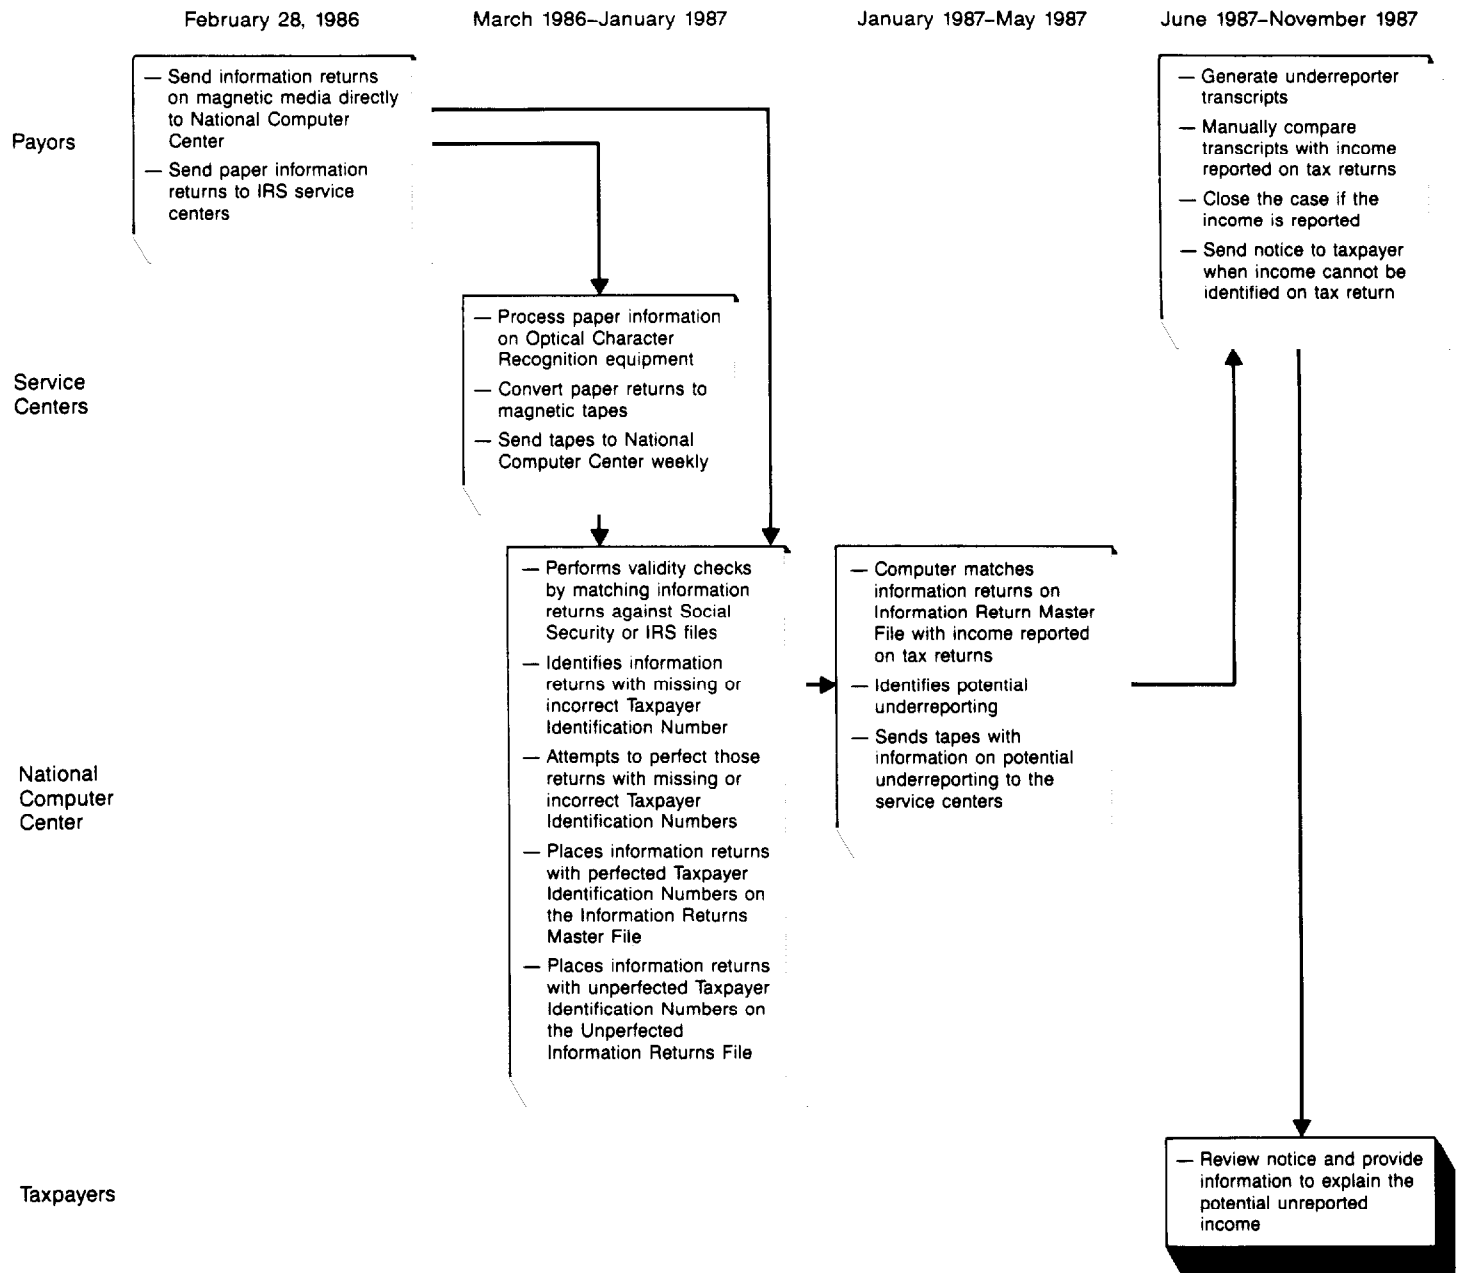 February 28, 1986
March 1986–January 1987
January 1987–May 1987
June 1987–November 1987
Payors
— Send information returns
on magnetic media directly
to National Computer
Center
— Send paper information
returns to IRS service
centers
— Generate underreporter
transcripts
— Manually compare
transcripts with income
reported on tax returns
— Close the case if the
income is reported
— Send notice to taxpayer
when income cannot be
identified on tax return
Service
Centers
— Process paper information
on Optical Character
Recognition equipment
— Convert paper returns to
magnetic tapes
— Send tapes to National
Computer Center weekly
National
Computer
Center
— Performs validity checks
by matching information
returns against Social
Security or IRS files
— Identifies information
returns with missing or
incorrect Taxpayer
Identification Number
— Attempts to perfect those
returns with missing or
incorrect Taxpayer
Identification Numbers
— Places information returns
with perfected Taxpayer
Identification Numbers on
the Information Returns
Master File
— Places information returns
with unperfected Taxpayer
Identification Numbers on
the Unperfected
Information Returns File
— Computer matches
information returns on
Information Return Master
File with income reported
on tax returns
— Identifies potential
underreporting
— Sends tapes with
information on potential
underreporting to the
service centers
Taxpayers
— Review notice and provide
information to explain the
potential unreported
income